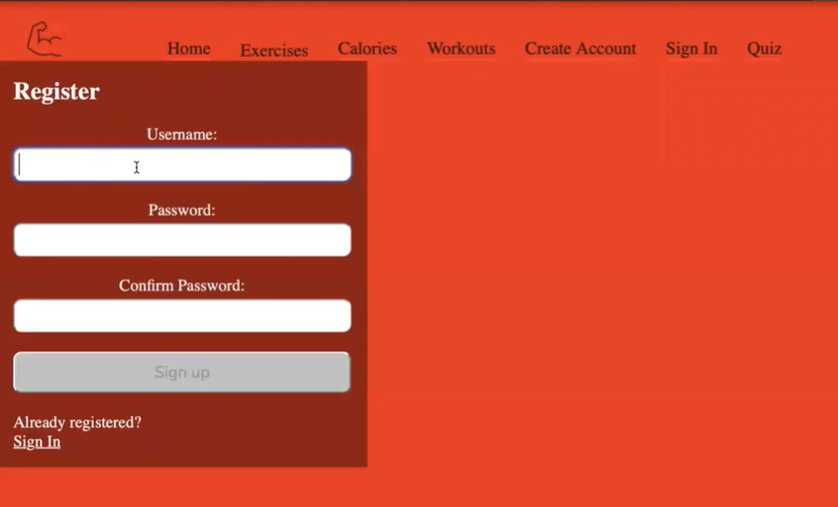 Home Exercises Calories Workouts Create Account Sign In Quiz
Register
Username:
Password:
Confirm Password:
Sign up
Already registered?
Sign In